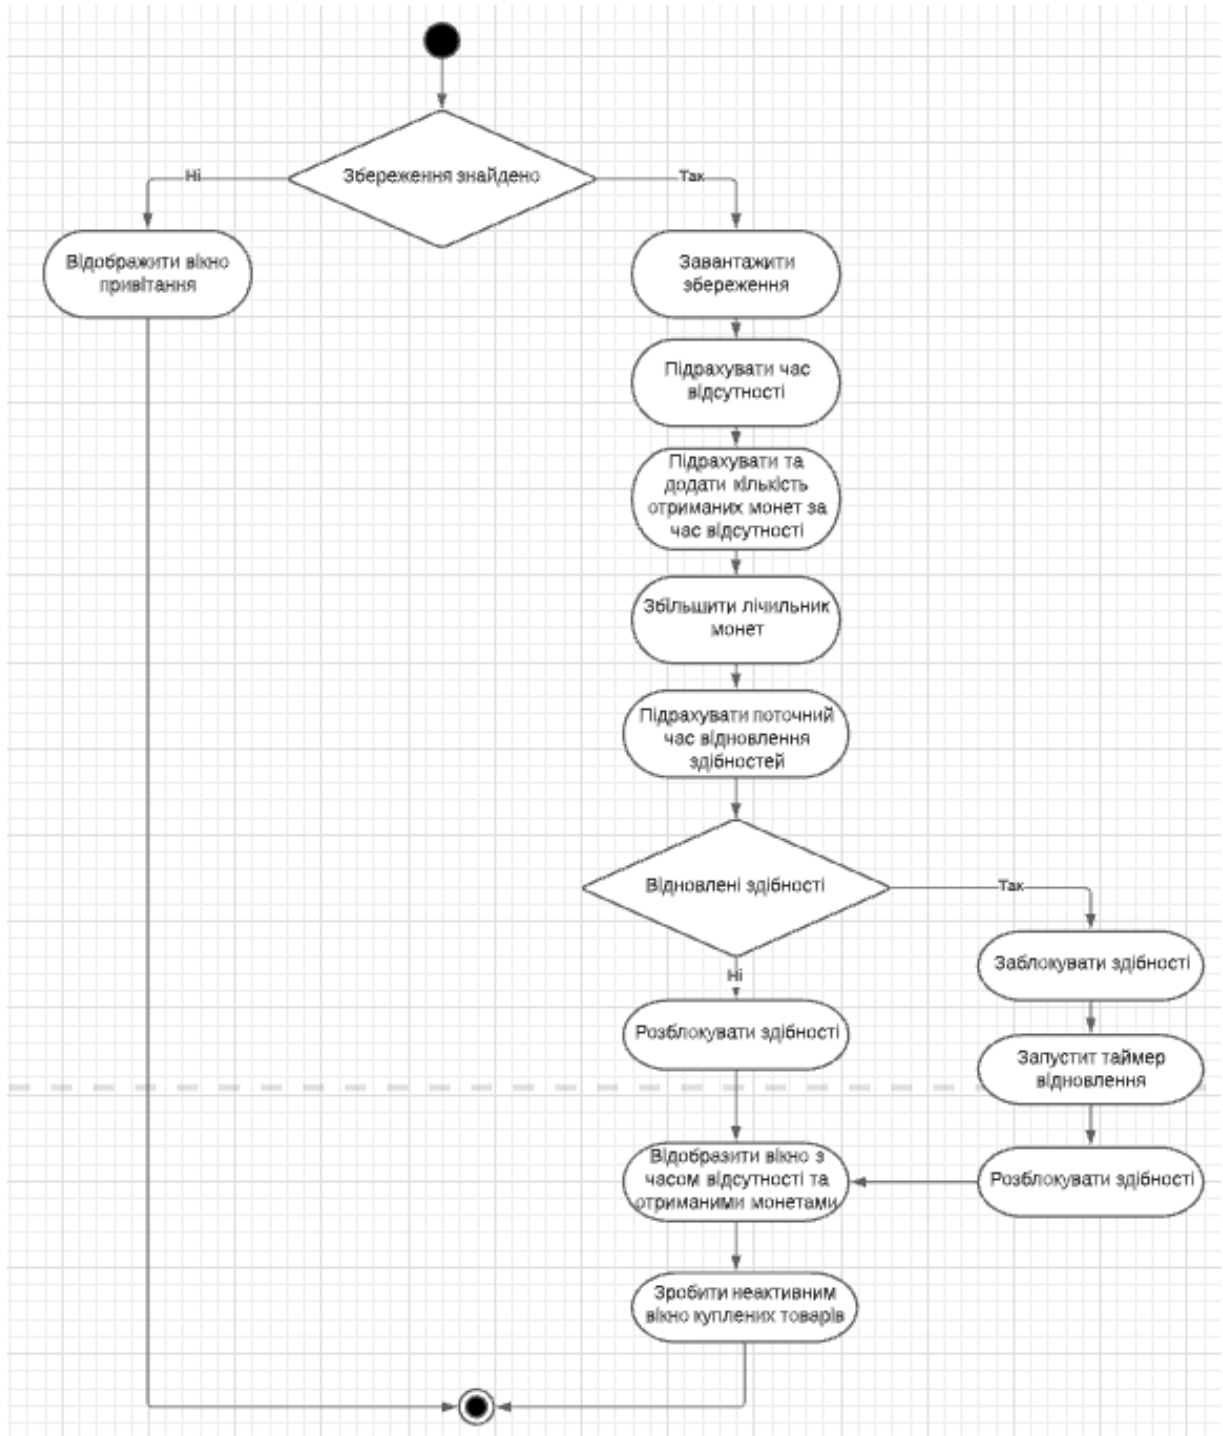 Збереження знайдено
Ні
Так
Відображити вікно
привітання
Завантажити
збереження
Підрахувати час
відсутності
Підрахувати та
додати кількість
отриманих монет за
час відсутності
Збільшити лічильник
монет
Підрахувати поточний
час відновлення
здібностей
Відновлені здібності
Так
Ні
Заблокувати здібності
Розблокувати здібності
Запустит таймер
відновлення
Відобразити вікно з
часом відсутності та
отриманими монетами
Розблокувати здібності
Зробити неактивним
вікно куплених товарів